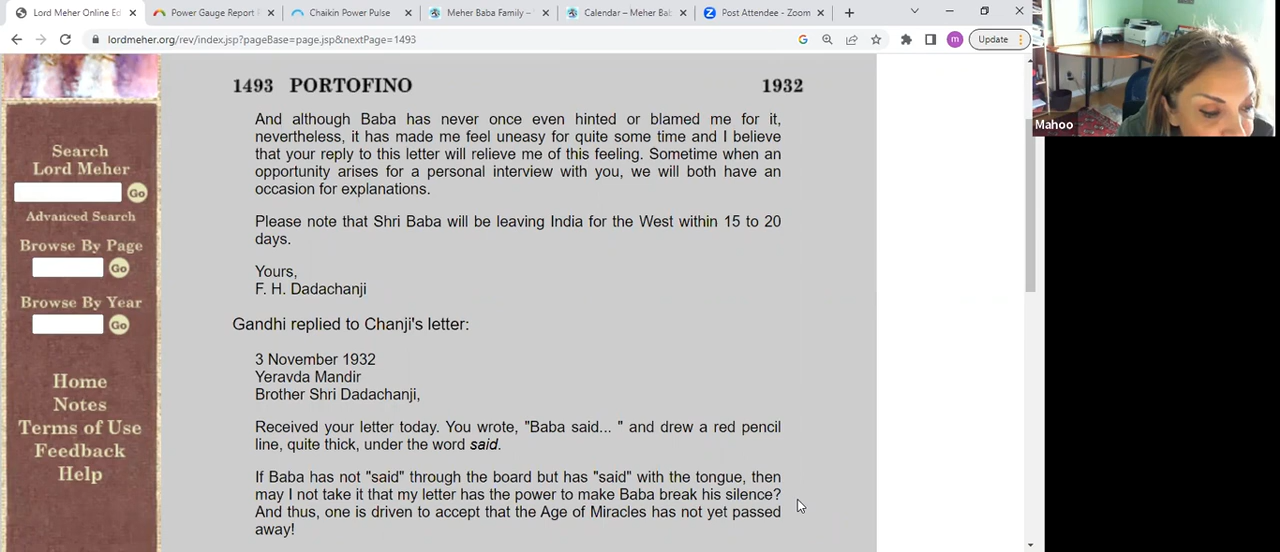 Lord Meher Online Ed
Power Gauge Report
Chaikin Power Pulse
Meher Baba Family –
Calendar – Meher Bab
Post Attendee - Zoom
lordmeher.org/rev/index.jsp?pageBase=page.jsp&nextPage=1493
m
Update
Mahoo
Search
Lord Meher
Go
Advanced Search
Browse By Page
Go
Browse By Year
Go
Home
Notes
Terms of Use
Feedback
Help
1493 PORTOFINO 1932
And although Baba has never once even hinted or blamed me for it,
nevertheless, it has made me feel uneasy for quite some time and I believe
that your reply to this letter will relieve me of this feeling. Sometime when an
opportunity arises for a personal interview with you, we will both have an
occasion for explanations.
Please note that Shri Baba will be leaving India for the West within 15 to 20
days.
Yours,
F. H. Dadachanji
Gandhi replied to Chanji's letter:
3 November 1932
Yeravda Mandir
Brother Shri Dadachanji,
Received your letter today. You wrote, "Baba said... " and drew a red pencil
line, quite thick, under the word said.
If Baba has not "said" through the board but has "said" with the tongue, then
may I not take it that my letter has the power to make Baba break his silence?
And thus, one is driven to accept that the Age of Miracles has not yet passed
away!